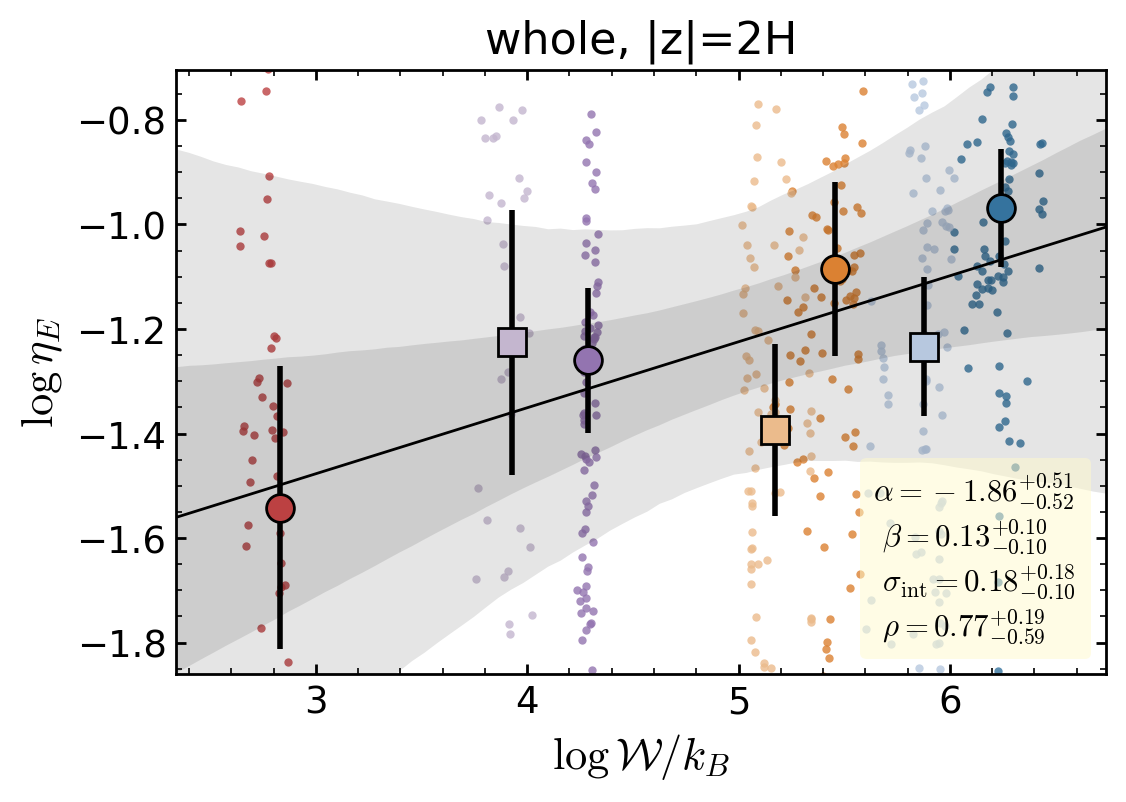 whole, |z|=2H
−0.8
−1.0
−1.2
−1.4
−1.6
−1.8
log η_E
α = − 1.86^{+0.51}_{−0.52}
β = 0.13^{+0.10}_{−0.10}
σ_int = 0.18^{+0.18}_{−0.10}
ρ = 0.77^{+0.19}_{−0.59}
3 4 5 6
log 𝒲/k_B